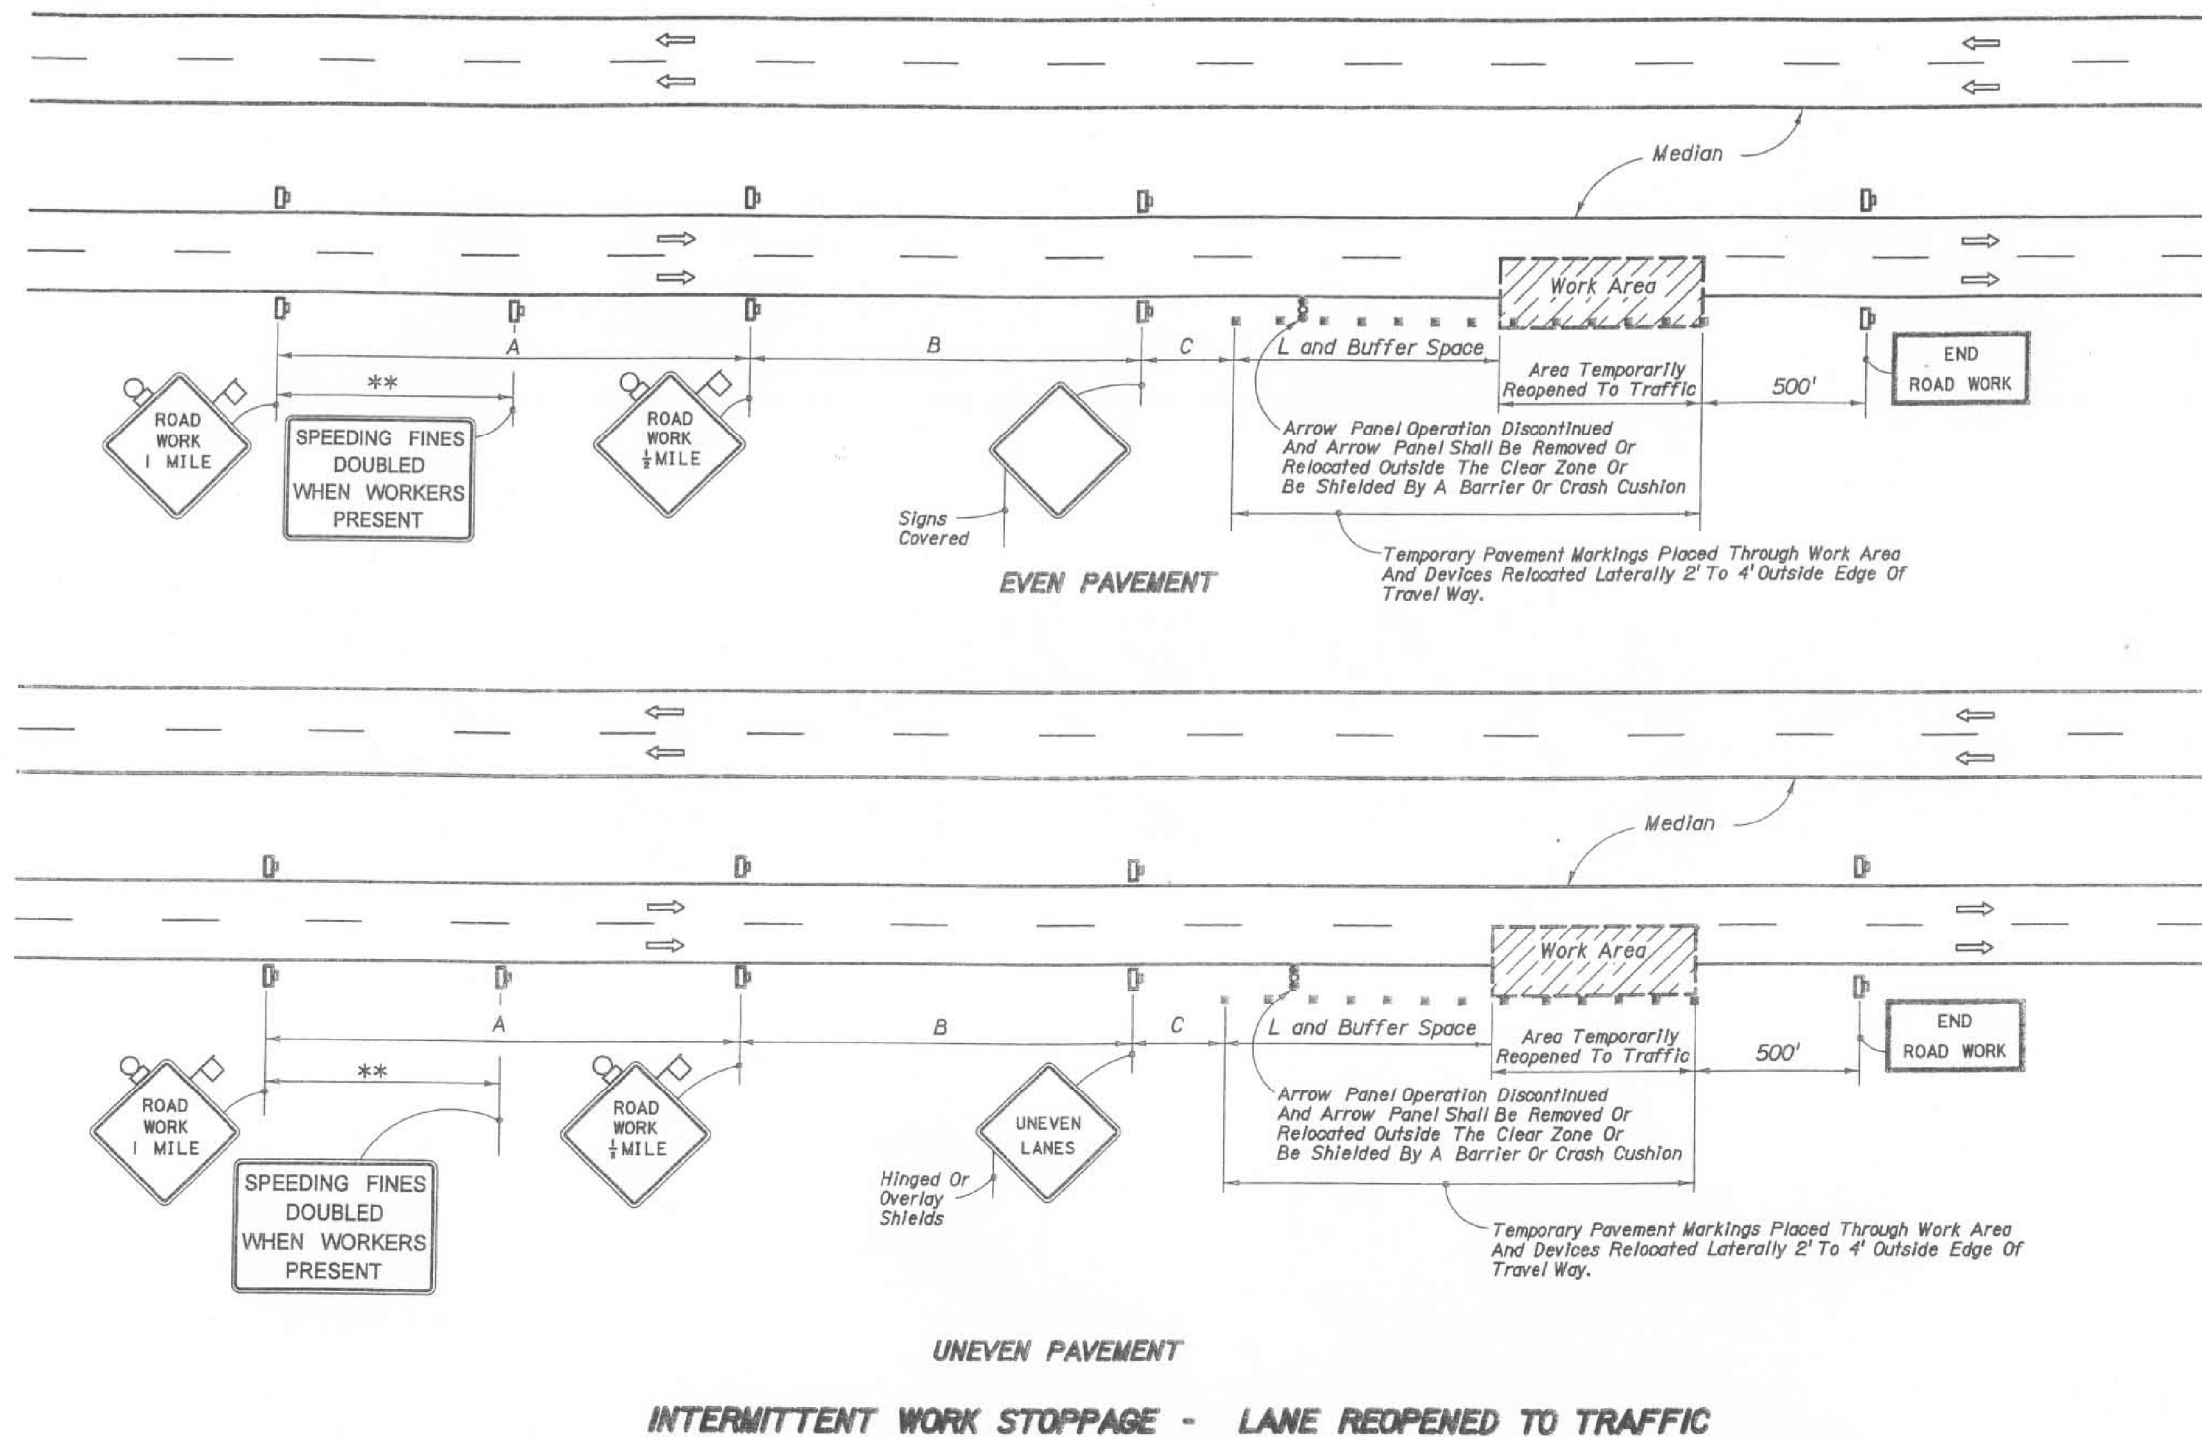 Median
A
B
C
L and Buffer Space
**
Area Temporarily
Reopened To Traffic
500'
END
ROAD WORK
ROAD
WORK
1 MILE
SPEEDING FINES
DOUBLED
WHEN WORKERS
PRESENT
ROAD
WORK
½ MILE
Work Area
Signs
Covered
Arrow Panel Operation Discontinued
And Arrow Panel Shall Be Removed Or
Relocated Outside The Clear Zone Or
Be Shielded By A Barrier Or Crash Cushion
Temporary Pavement Markings Placed Through Work Area
And Devices Relocated Laterally 2' To 4' Outside Edge Of
Travel Way.
EVEN PAVEMENT
Median
Work Area
A
B
C
L and Buffer Space
**
Area Temporarily
Reopened To Traffic
500'
END
ROAD WORK
ROAD
WORK
1 MILE
SPEEDING FINES
DOUBLED
WHEN WORKERS
PRESENT
ROAD
WORK
½ MILE
UNEVEN
LANES
Hinged Or
Overlay
Shields
Arrow Panel Operation Discontinued
And Arrow Panel Shall Be Removed Or
Relocated Outside The Clear Zone Or
Be Shielded By A Barrier Or Crash Cushion
Temporary Pavement Markings Placed Through Work Area
And Devices Relocated Laterally 2' To 4' Outside Edge Of
Travel Way.
UNEVEN PAVEMENT
INTERMITTENT WORK STOPPAGE - LANE REOPENED TO TRAFFIC